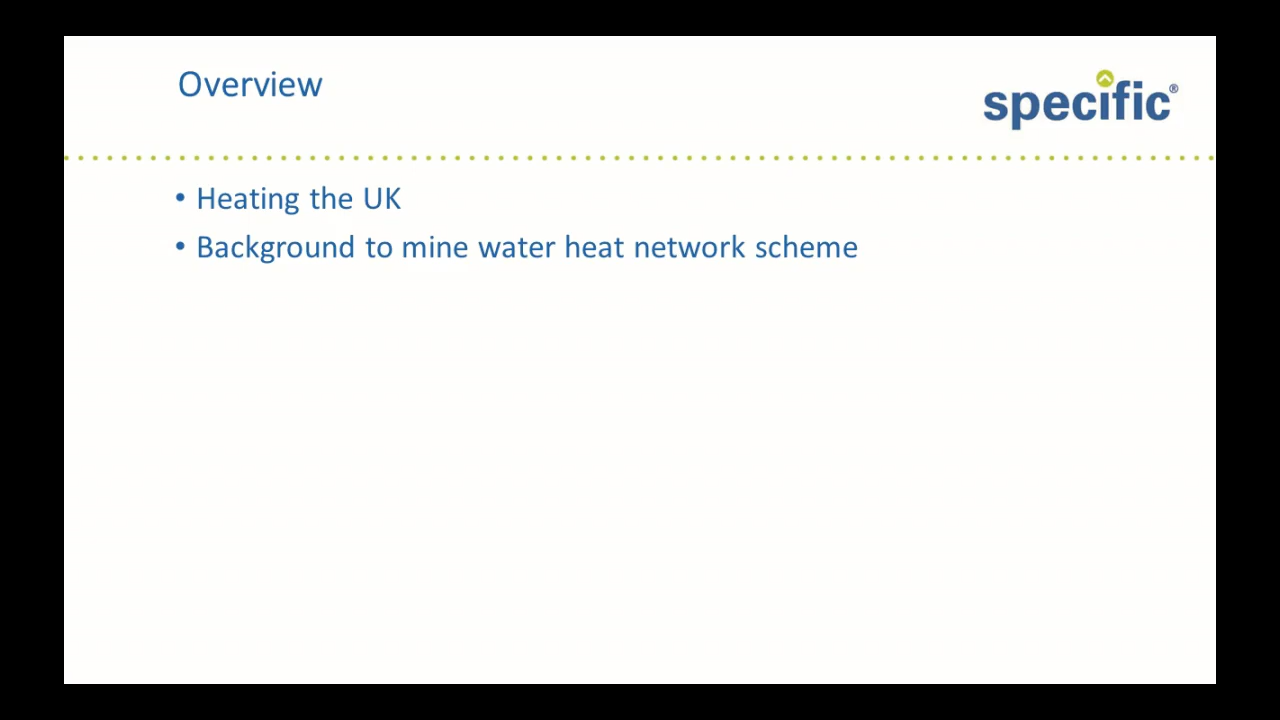 Overview
specific®
• Heating the UK
• Background to mine water heat network scheme